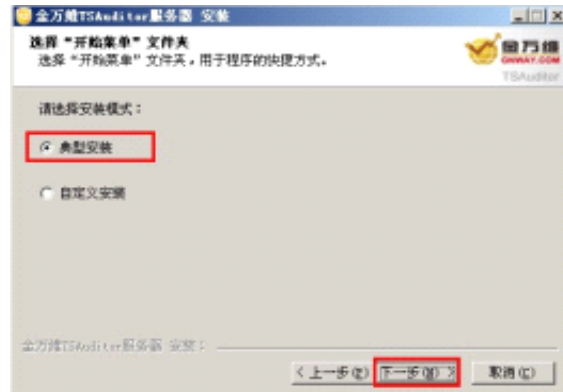 金万维TSAuditor服务器 安装
选择“开始菜单”文件夹
选择“开始菜单”文件夹，用于程序的快捷方式。
金万维
GNWAY.COM
TSAuditor
请选择安装模式：
典型安装
自定义安装
金万维TSAuditor服务器 安装：
< 上一步(P) 下一步(N) > 取消(C)